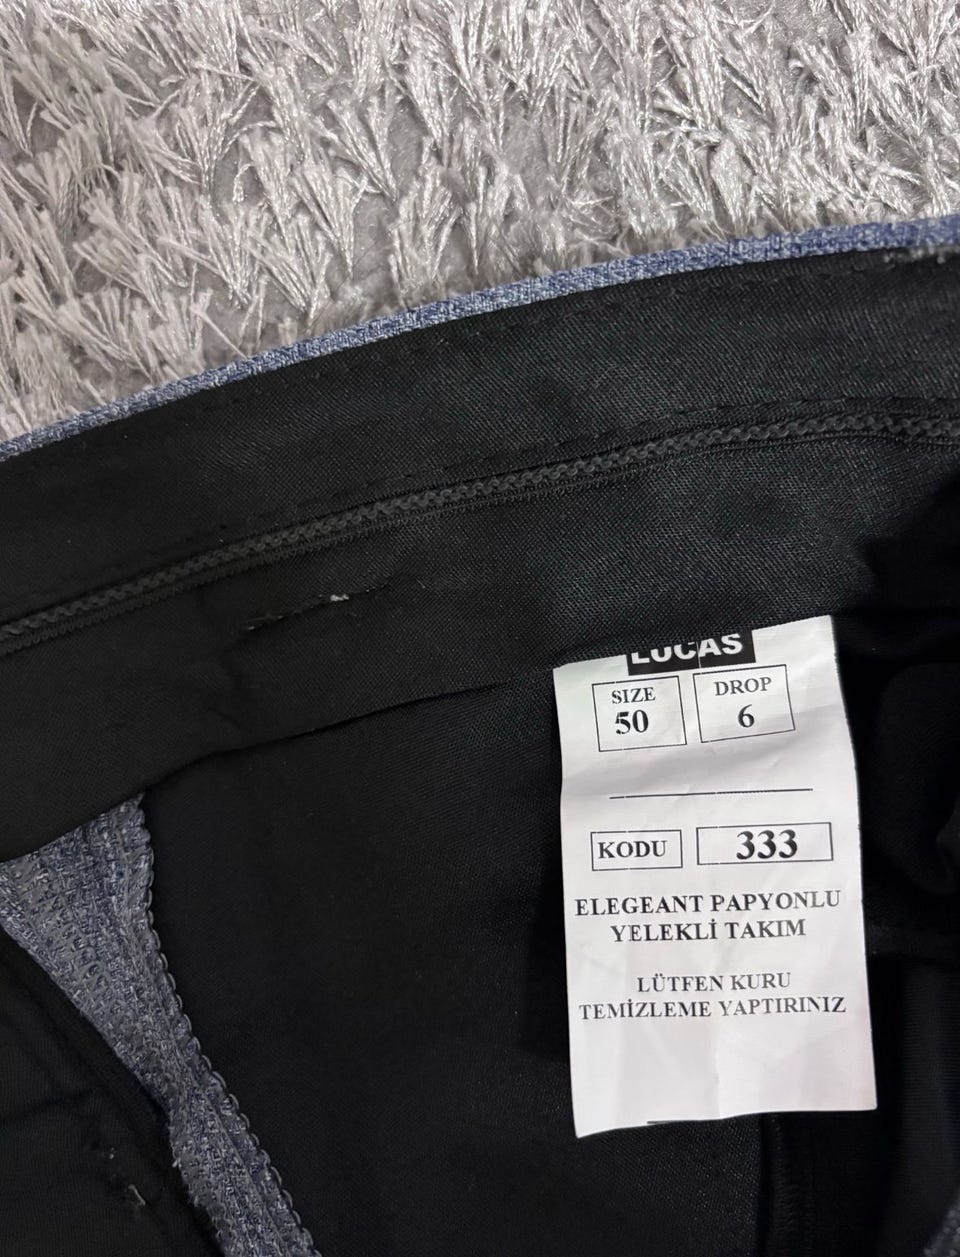 LUCAS
SIZE DROP
50 6
KODU 333
ELEGEANT PAPYONLU
YELEKLİ TAKIM
LÜTFEN KURU
TEMİZLEME YAPTIRINIZ